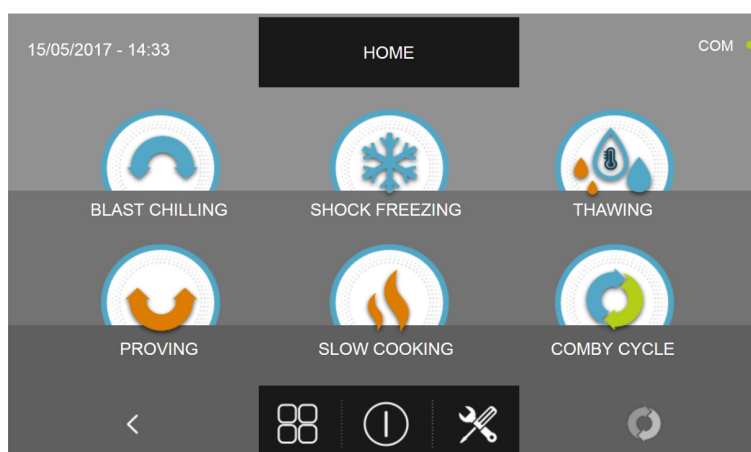 15/05/2017 - 14:33
HOME
COM
BLAST CHILLING
SHOCK FREEZING
THAWING
PROVING
SLOW COOKING
COMBY CYCLE